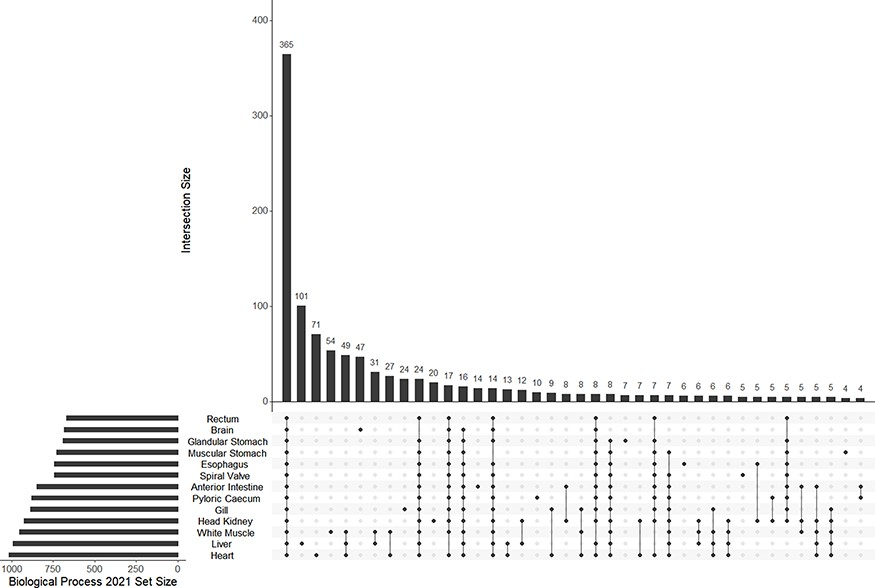 400
300
200
100
0
Intersection Size
365
101
71
54
49
47
31
27
24
24
20
17
16
14
14
13
12
10
9
8
8
8
8
7
7
7
7
6
6
6
6
5
5
5
5
5
5
5
4
4
Rectum
Brain
Glandular Stomach
Muscular Stomach
Esophagus
Spiral Valve
Anterior Intestine
Pyloric Caecum
Gill
Head Kidney
White Muscle
Liver
Heart
1000 750 500 250 0
Biological Process 2021 Set Size